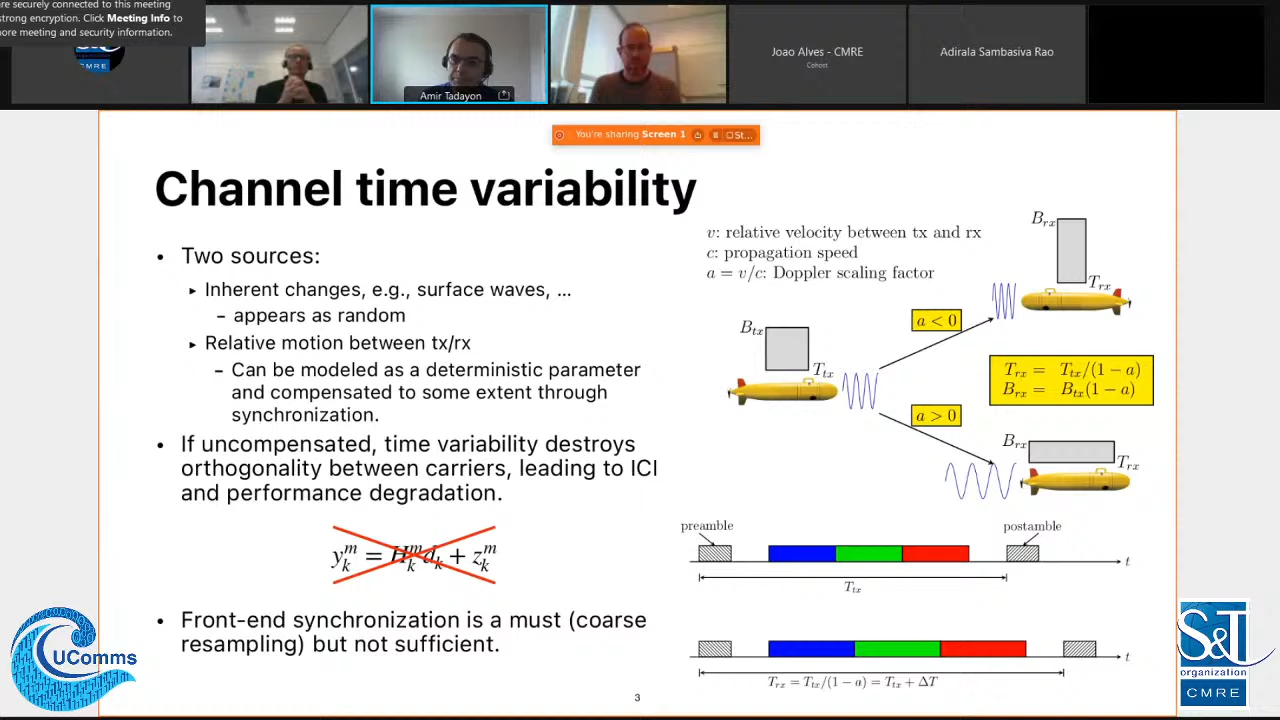 are securely connected to this meeting
strong encryption. Click Meeting Info to
more meeting and security information.
CMRE
Amir Tadayon
Joao Alves - CMRE
Cohost
Adirala Sambasiva Rao
You're sharing Screen 1
St...
Channel time variability
• Two sources:
▸ Inherent changes, e.g., surface waves, ...
– appears as random
▸ Relative motion between tx/rx
– Can be modeled as a deterministic parameter
and compensated to some extent through
synchronization.
• If uncompensated, time variability destroys
orthogonality between carriers, leading to ICI
and performance degradation.
y_k^m = H_k^m d_k + z_k^m
• Front-end synchronization is a must (coarse
resampling) but not sufficient.
v: relative velocity between tx and rx
c: propagation speed
a = v/c: Doppler scaling factor
B_rx
T_rx
a < 0
B_tx
T_tx
T_rx = T_tx/(1 − a)
B_rx = B_tx(1 − a)
a > 0
B_rx
T_rx
preamble
postamble
t
T_tx
t
T_rx = T_tx/(1 − a) = T_tx + ΔT
3
UComms
S&T
organization
CMRE